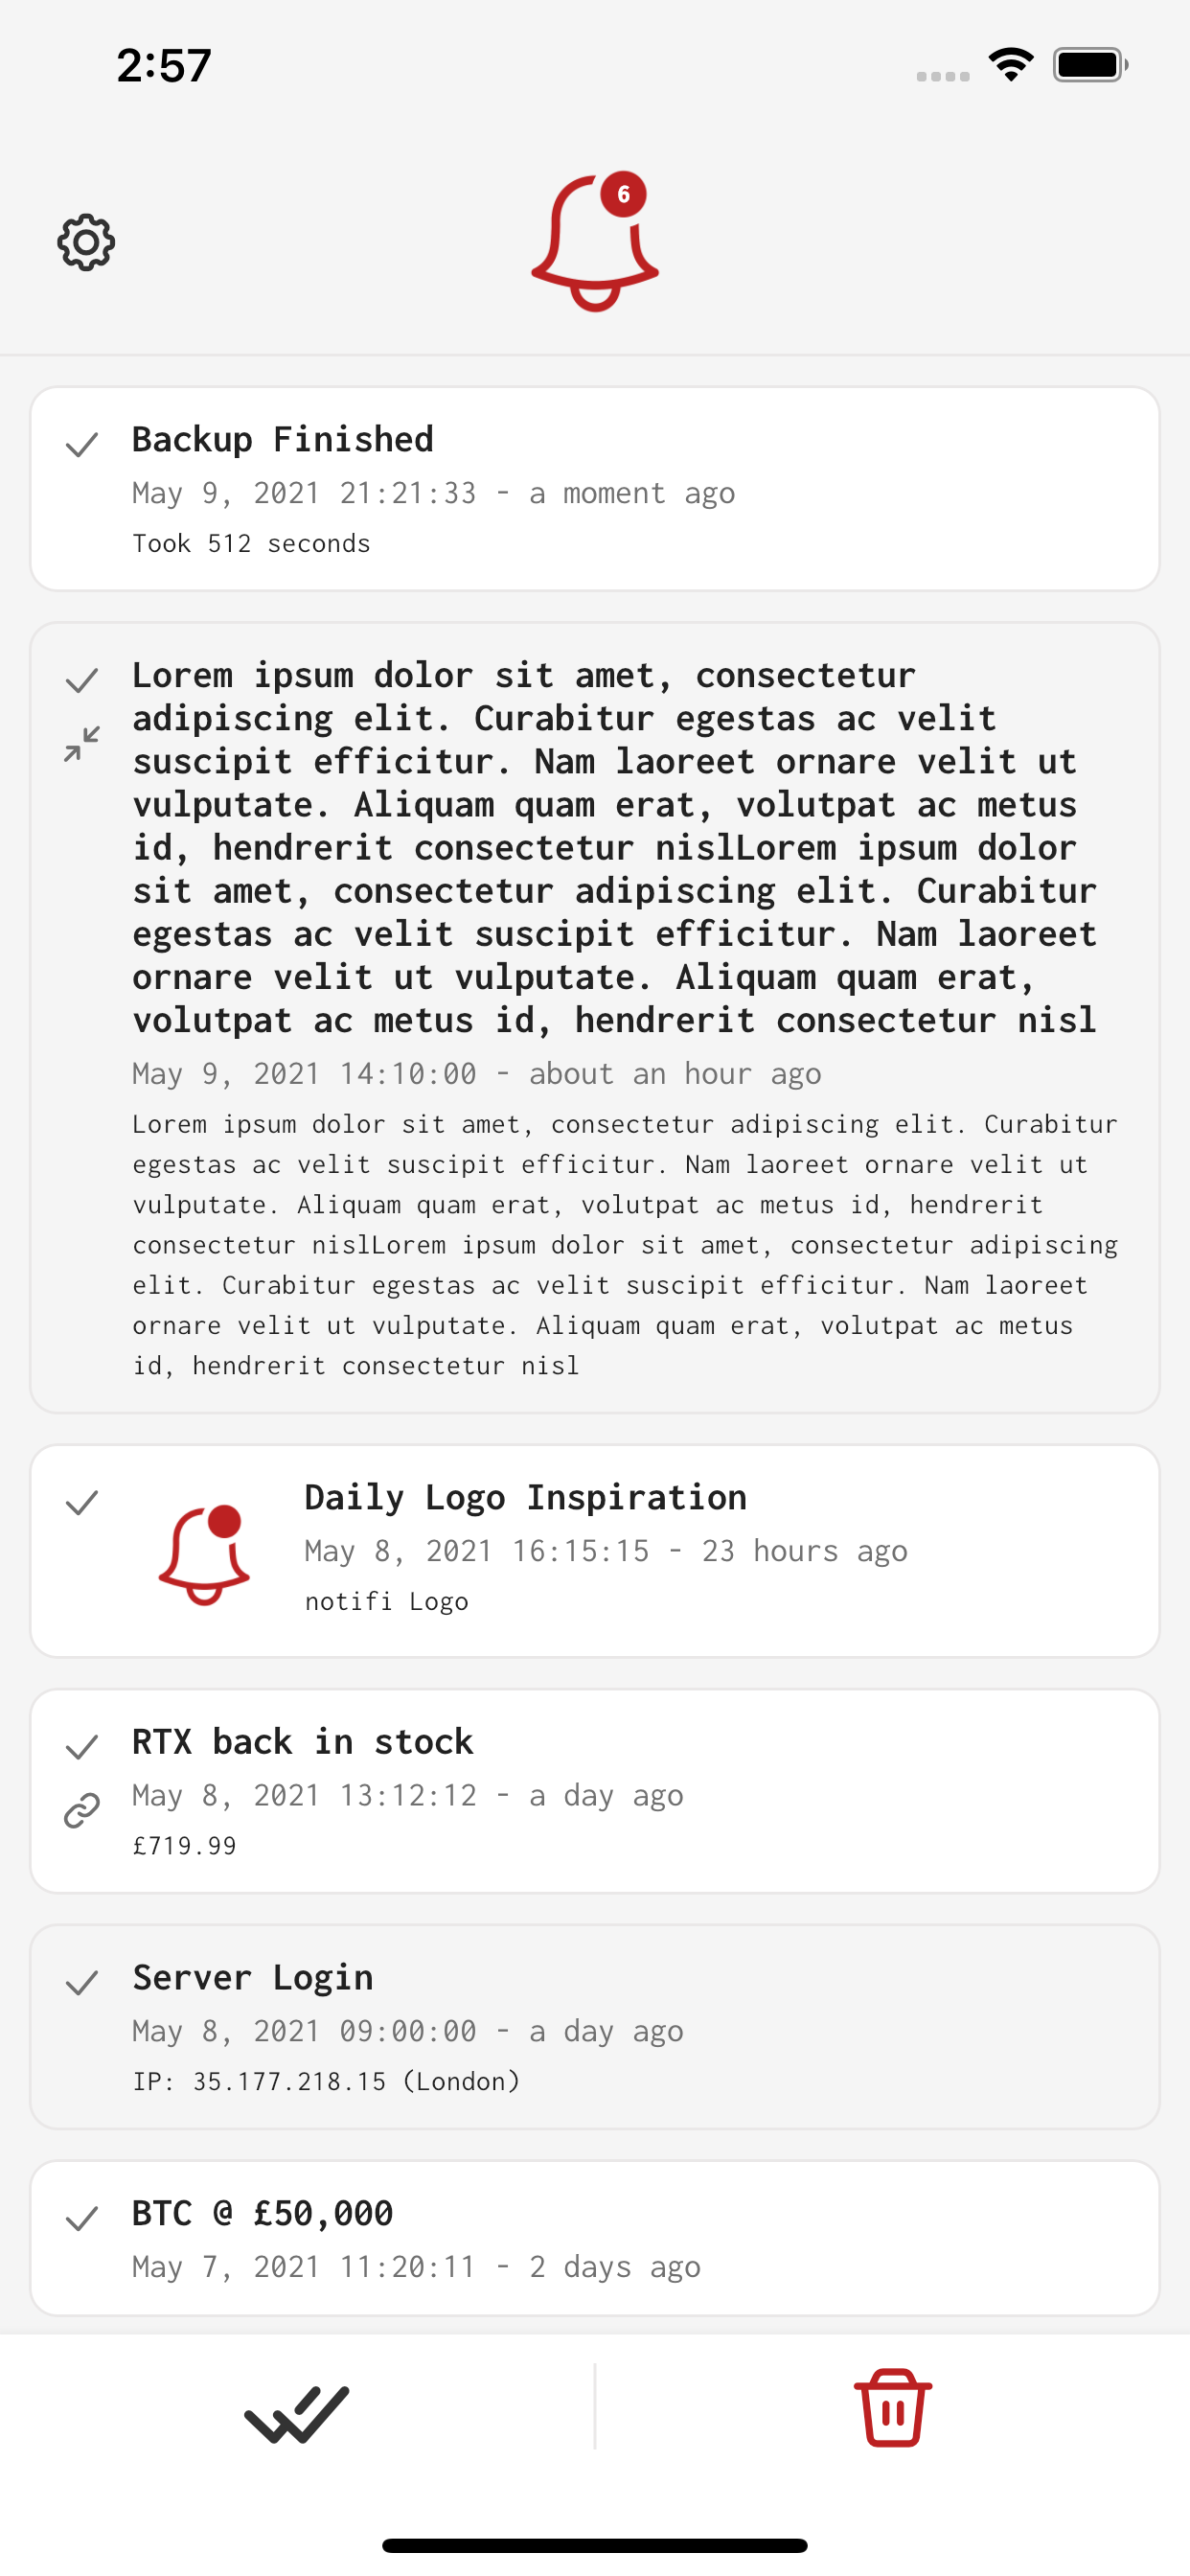 2:57
6
Backup Finished
May 9, 2021 21:21:33 - a moment ago
Took 512 seconds
Lorem ipsum dolor sit amet, consectetur
adipiscing elit. Curabitur egestas ac velit
suscipit efficitur. Nam laoreet ornare velit ut
vulputate. Aliquam quam erat, volutpat ac metus
id, hendrerit consectetur nislLorem ipsum dolor
sit amet, consectetur adipiscing elit. Curabitur
egestas ac velit suscipit efficitur. Nam laoreet
ornare velit ut vulputate. Aliquam quam erat,
volutpat ac metus id, hendrerit consectetur nisl
May 9, 2021 14:10:00 - about an hour ago
Lorem ipsum dolor sit amet, consectetur adipiscing elit. Curabitur
egestas ac velit suscipit efficitur. Nam laoreet ornare velit ut
vulputate. Aliquam quam erat, volutpat ac metus id, hendrerit
consectetur nislLorem ipsum dolor sit amet, consectetur adipiscing
elit. Curabitur egestas ac velit suscipit efficitur. Nam laoreet
ornare velit ut vulputate. Aliquam quam erat, volutpat ac metus
id, hendrerit consectetur nisl
Daily Logo Inspiration
May 8, 2021 16:15:15 - 23 hours ago
notifi Logo
RTX back in stock
May 8, 2021 13:12:12 - a day ago
£719.99
Server Login
May 8, 2021 09:00:00 - a day ago
IP: 35.177.218.15 (London)
BTC @ £50,000
May 7, 2021 11:20:11 - 2 days ago